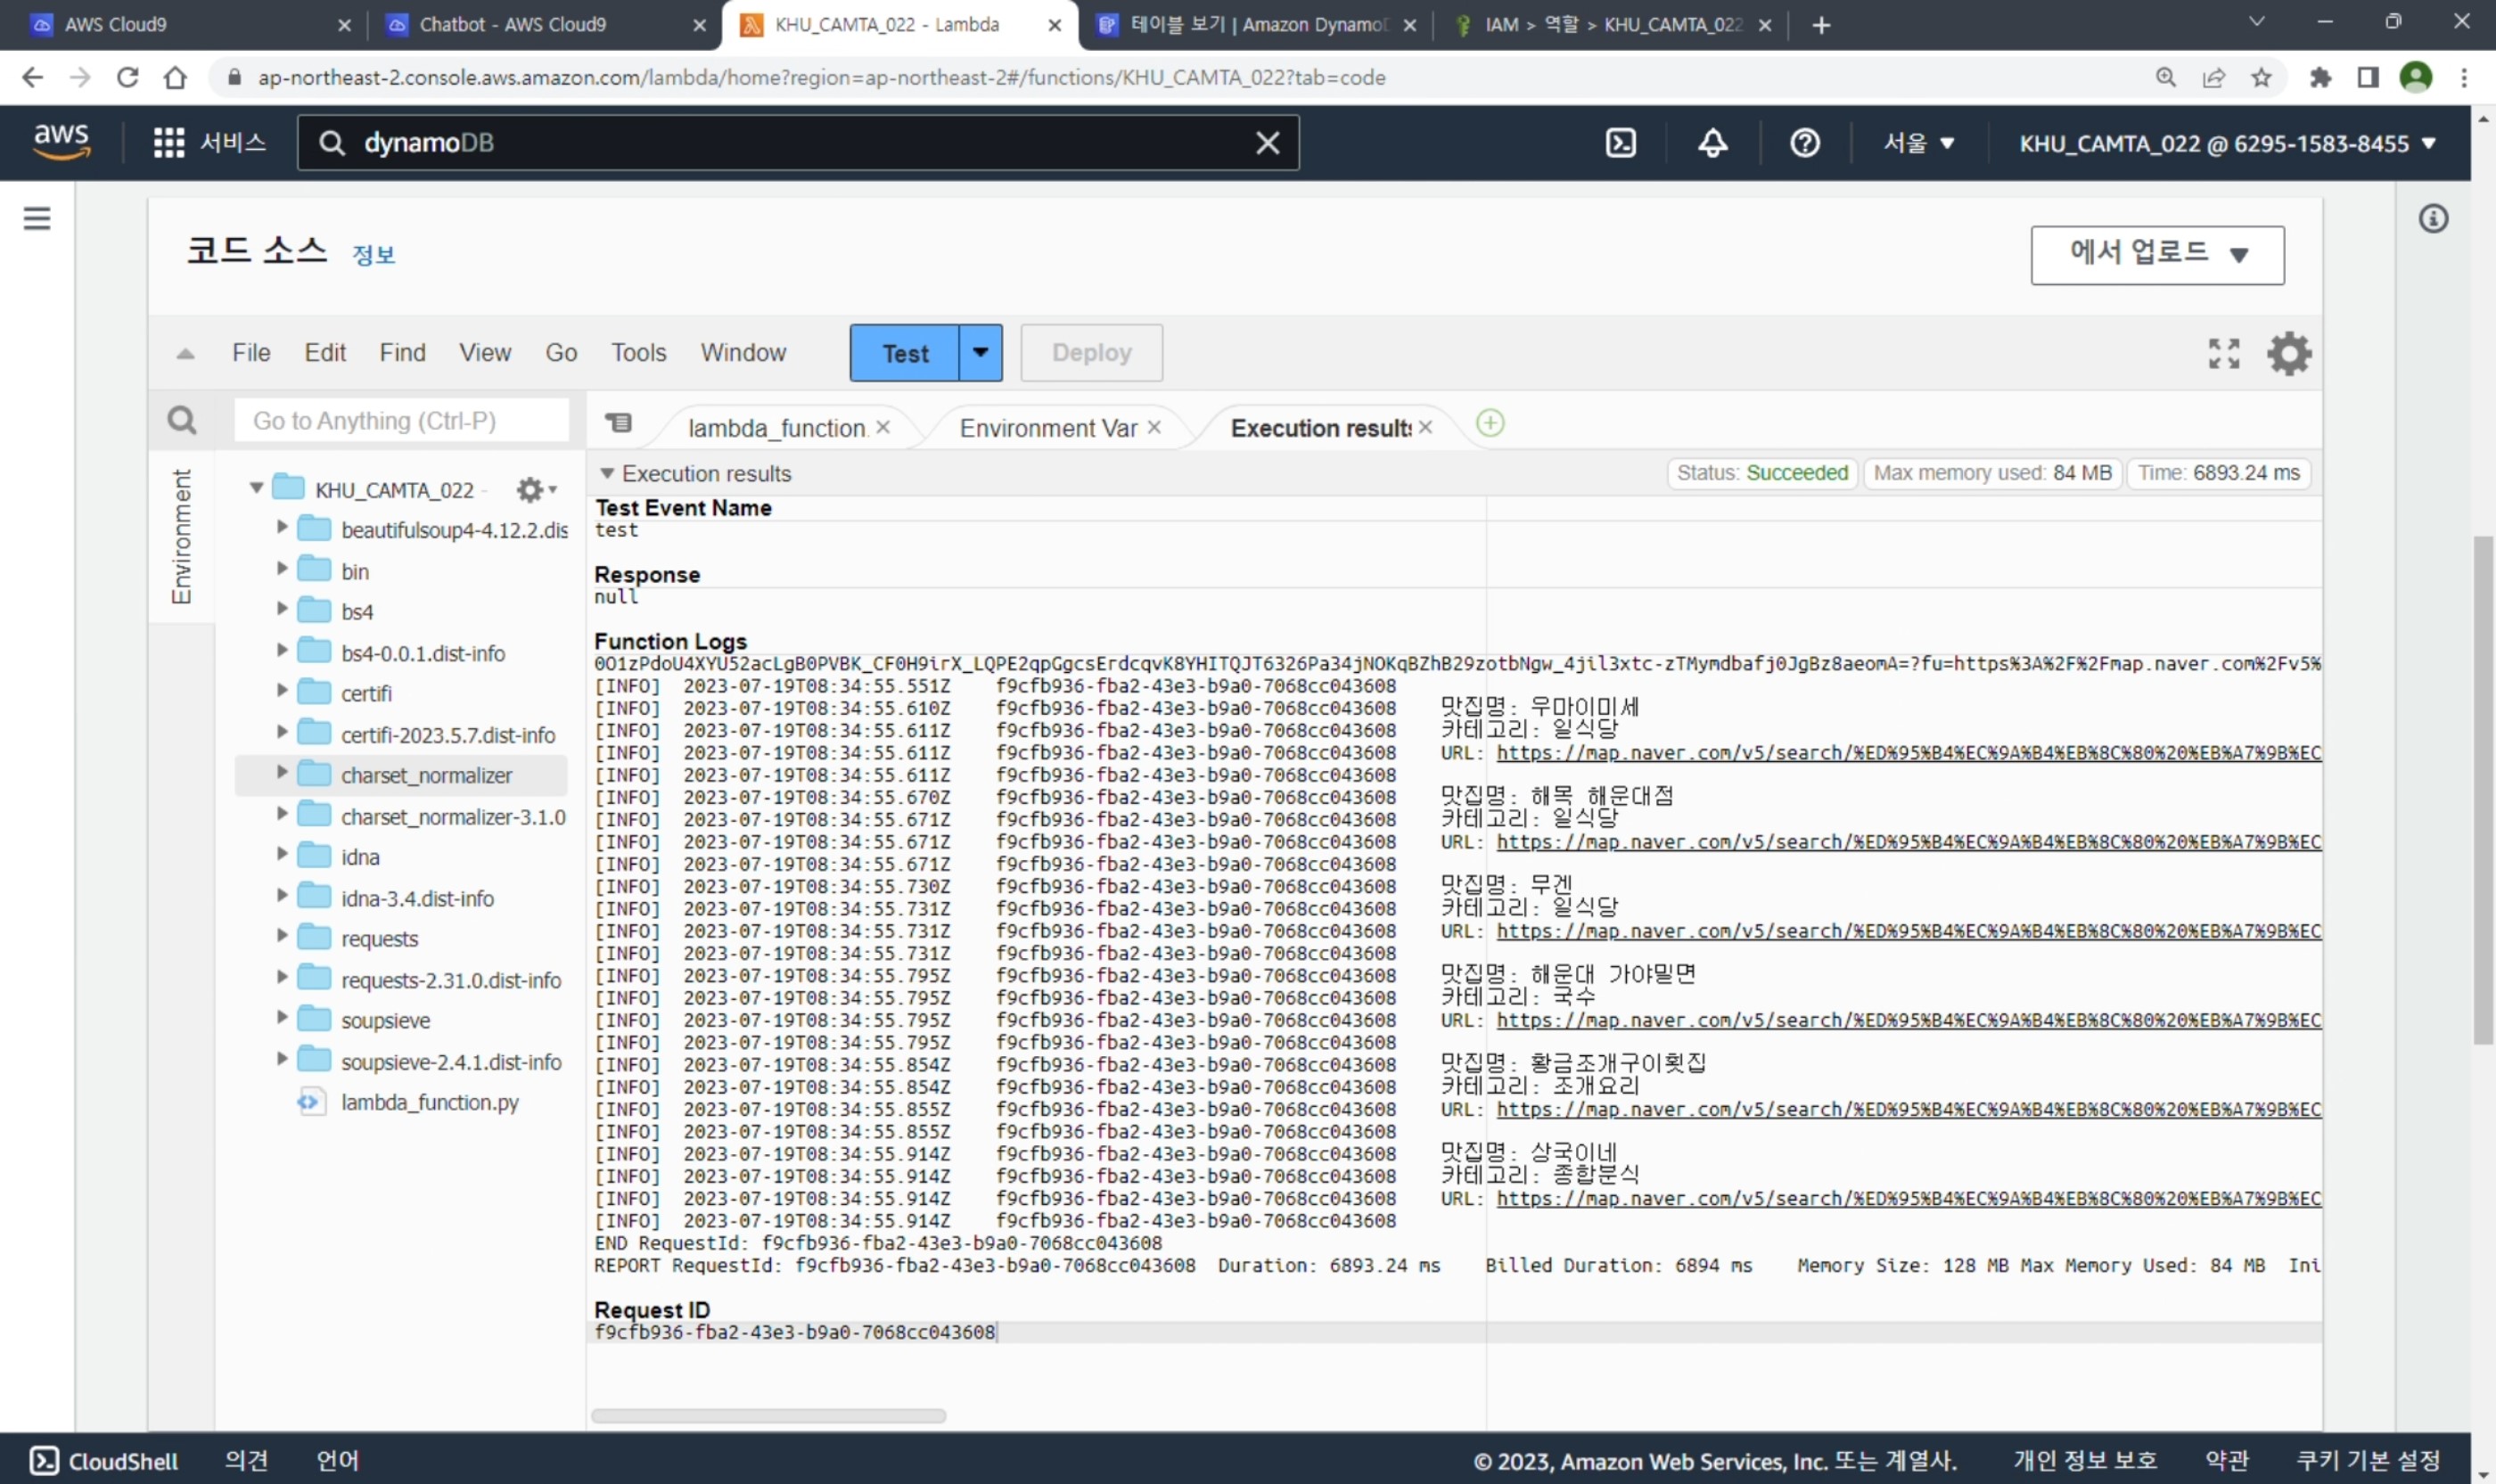 AWS Cloud9
Chatbot - AWS Cloud9
KHU_CAMTA_022 - Lambda
테이블 보기 | Amazon Dynamo
IAM > 역할 > KHU_CAMTA_022
ap-northeast-2.console.aws.amazon.com/lambda/home?region=ap-northeast-2#/functions/KHU_CAMTA_022?tab=code
aws
서비스
dynamoDB
서울
KHU_CAMTA_022 @ 6295-1583-8455
코드 소스 정보
에서 업로드
File Edit Find View Go Tools Window
Test
Deploy
Go to Anything (Ctrl-P)
lambda_function.
Environment Var
Execution results
Environment
KHU_CAMTA_022 -
beautifulsoup4-4.12.2.dis
bin
bs4
bs4-0.0.1.dist-info
certifi
certifi-2023.5.7.dist-info
charset_normalizer
charset_normalizer-3.1.0
idna
idna-3.4.dist-info
requests
requests-2.31.0.dist-info
soupsieve
soupsieve-2.4.1.dist-info
lambda_function.py
Execution results
Status: Succeeded
Max memory used: 84 MB
Time: 6893.24 ms
Test Event Name
test
Response
null
Function Logs
0O1zPdoU4XYU52acLgB0PVBK_CF0H9irX_LQPE2qpGgcsErdcqvK8YHITQJT6326Pa34jNOKqBZhB29zotbNgw_4jil3xtc-zTMymdbafj0JgBz8aeomA=?fu=https%3A%2F%2Fmap.naver.com%2Fv5%
[INFO] 2023-07-19T08:34:55.551Z f9cfb936-fba2-43e3-b9a0-7068cc043608
[INFO] 2023-07-19T08:34:55.610Z f9cfb936-fba2-43e3-b9a0-7068cc043608 맛집명: 우마이미세
[INFO] 2023-07-19T08:34:55.611Z f9cfb936-fba2-43e3-b9a0-7068cc043608 카테고리: 일식당
[INFO] 2023-07-19T08:34:55.611Z f9cfb936-fba2-43e3-b9a0-7068cc043608 URL: https://map.naver.com/v5/search/%ED%95%B4%EC%9A%B4%EB%8C%80%20%EB%A7%9B%EC
[INFO] 2023-07-19T08:34:55.611Z f9cfb936-fba2-43e3-b9a0-7068cc043608
[INFO] 2023-07-19T08:34:55.670Z f9cfb936-fba2-43e3-b9a0-7068cc043608 맛집명: 해목 해운대점
[INFO] 2023-07-19T08:34:55.671Z f9cfb936-fba2-43e3-b9a0-7068cc043608 카테고리: 일식당
[INFO] 2023-07-19T08:34:55.671Z f9cfb936-fba2-43e3-b9a0-7068cc043608 URL: https://map.naver.com/v5/search/%ED%95%B4%EC%9A%B4%EB%8C%80%20%EB%A7%9B%EC
[INFO] 2023-07-19T08:34:55.671Z f9cfb936-fba2-43e3-b9a0-7068cc043608
[INFO] 2023-07-19T08:34:55.730Z f9cfb936-fba2-43e3-b9a0-7068cc043608 맛집명: 무겐
[INFO] 2023-07-19T08:34:55.731Z f9cfb936-fba2-43e3-b9a0-7068cc043608 카테고리: 일식당
[INFO] 2023-07-19T08:34:55.731Z f9cfb936-fba2-43e3-b9a0-7068cc043608 URL: https://map.naver.com/v5/search/%ED%95%B4%EC%9A%B4%EB%8C%80%20%EB%A7%9B%EC
[INFO] 2023-07-19T08:34:55.731Z f9cfb936-fba2-43e3-b9a0-7068cc043608
[INFO] 2023-07-19T08:34:55.795Z f9cfb936-fba2-43e3-b9a0-7068cc043608 맛집명: 해운대 가야밀면
[INFO] 2023-07-19T08:34:55.795Z f9cfb936-fba2-43e3-b9a0-7068cc043608 카테고리: 국수
[INFO] 2023-07-19T08:34:55.795Z f9cfb936-fba2-43e3-b9a0-7068cc043608 URL: https://map.naver.com/v5/search/%ED%95%B4%EC%9A%B4%EB%8C%80%20%EB%A7%9B%EC
[INFO] 2023-07-19T08:34:55.795Z f9cfb936-fba2-43e3-b9a0-7068cc043608
[INFO] 2023-07-19T08:34:55.854Z f9cfb936-fba2-43e3-b9a0-7068cc043608 맛집명: 황금조개구이횟집
[INFO] 2023-07-19T08:34:55.854Z f9cfb936-fba2-43e3-b9a0-7068cc043608 카테고리: 조개요리
[INFO] 2023-07-19T08:34:55.855Z f9cfb936-fba2-43e3-b9a0-7068cc043608 URL: https://map.naver.com/v5/search/%ED%95%B4%EC%9A%B4%EB%8C%80%20%EB%A7%9B%EC
[INFO] 2023-07-19T08:34:55.855Z f9cfb936-fba2-43e3-b9a0-7068cc043608
[INFO] 2023-07-19T08:34:55.914Z f9cfb936-fba2-43e3-b9a0-7068cc043608 맛집명: 상국이네
[INFO] 2023-07-19T08:34:55.914Z f9cfb936-fba2-43e3-b9a0-7068cc043608 카테고리: 종합분식
[INFO] 2023-07-19T08:34:55.914Z f9cfb936-fba2-43e3-b9a0-7068cc043608 URL: https://map.naver.com/v5/search/%ED%95%B4%EC%9A%B4%EB%8C%80%20%EB%A7%9B%EC
[INFO] 2023-07-19T08:34:55.914Z f9cfb936-fba2-43e3-b9a0-7068cc043608
END RequestId: f9cfb936-fba2-43e3-b9a0-7068cc043608
REPORT RequestId: f9cfb936-fba2-43e3-b9a0-7068cc043608 Duration: 6893.24 ms Billed Duration: 6894 ms Memory Size: 128 MB Max Memory Used: 84 MB Ini
Request ID
f9cfb936-fba2-43e3-b9a0-7068cc043608
CloudShell 의견 언어
© 2023, Amazon Web Services, Inc. 또는 계열사. 개인 정보 보호 약관 쿠키 기본 설정